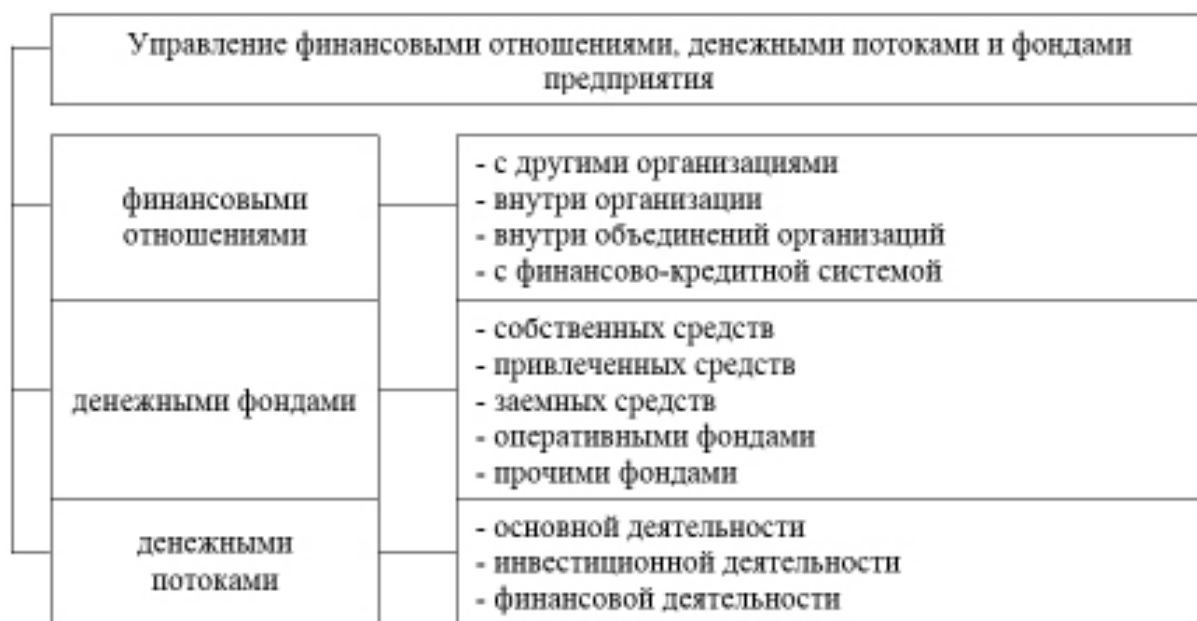 Управление финансовыми отношениями, денежными потоками и фондами
предприятия
финансовыми
отношениями
- с другими организациями
- внутри организации
- внутри объединений организаций
- с финансово-кредитной системой
денежными фондами
- собственных средств
- привлеченных средств
- заемных средств
- оперативными фондами
- прочими фондами
денежными
потоками
- основной деятельности
- инвестиционной деятельности
- финансовой деятельности